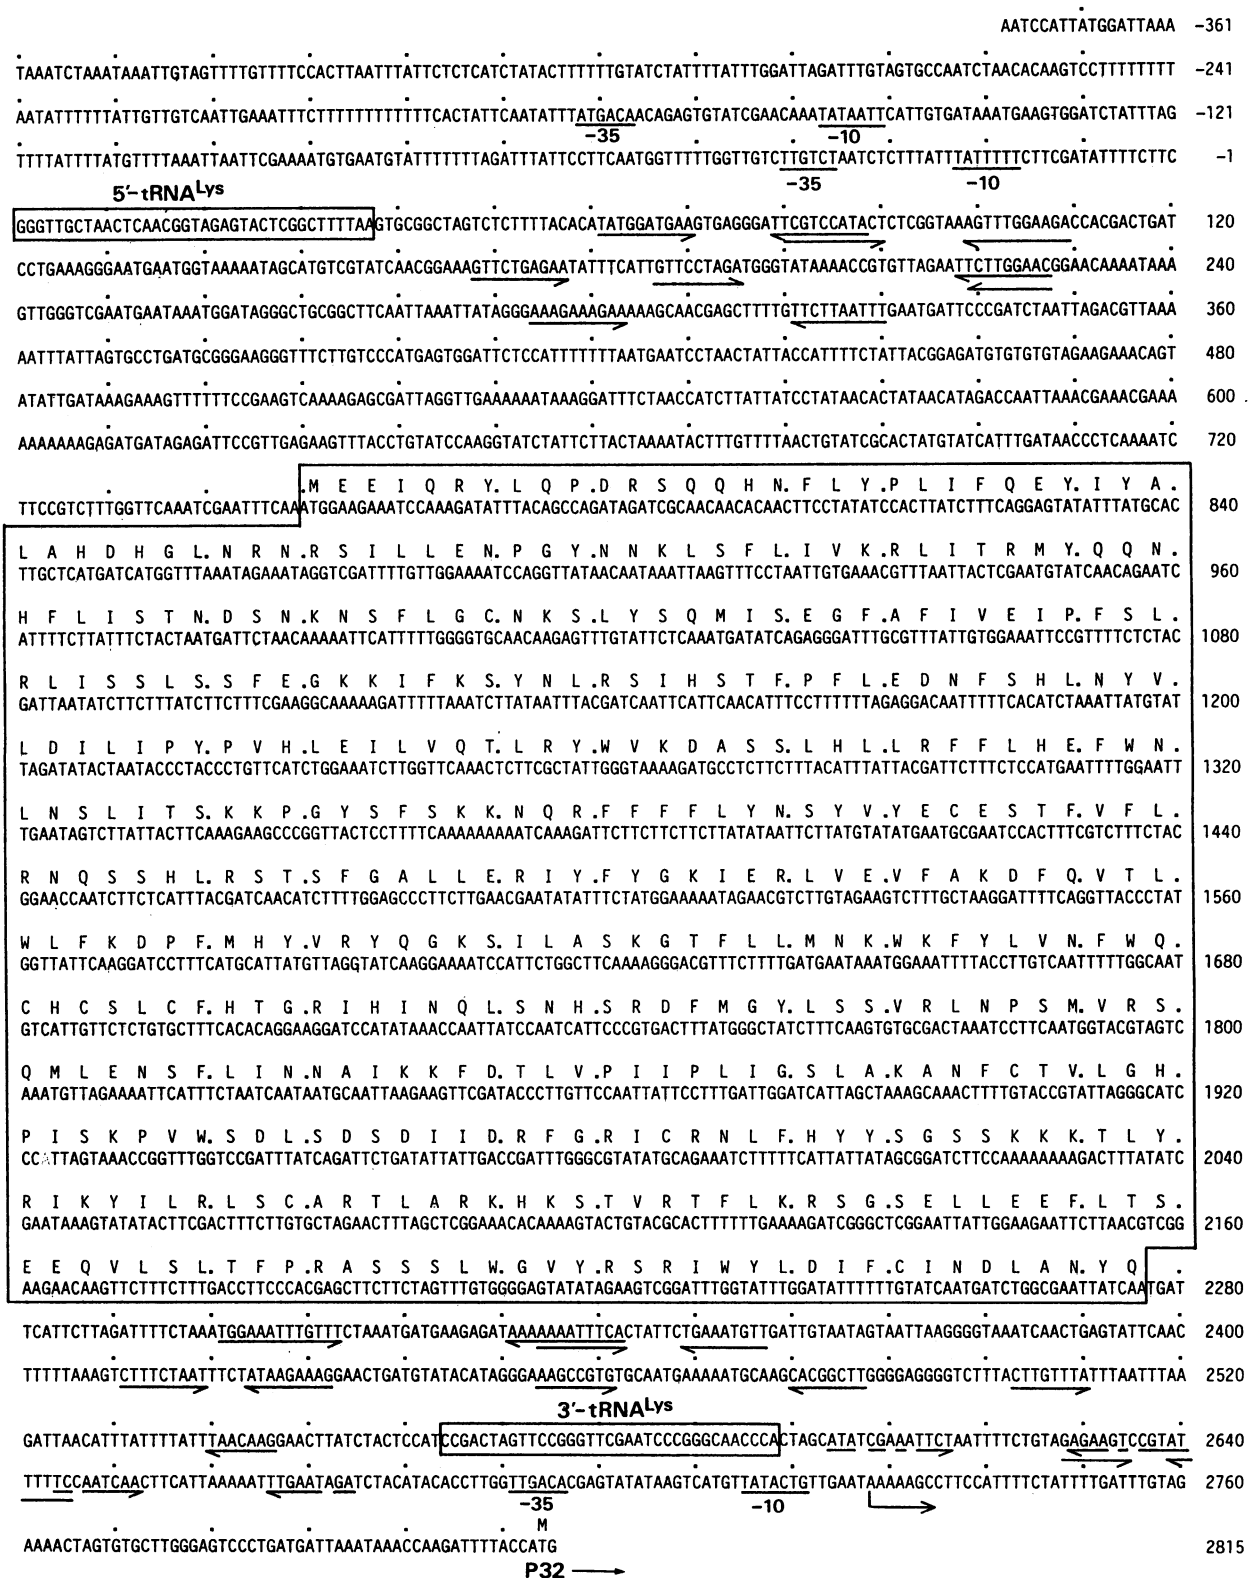 AATCCATTATGGATTAAA -361
TAAATCTAAATAAATTGTAGTTTTGTTTTCCACTTAATTTATTCTCTCATCTATACTTTTTTGTATCTATTTTATTTGGATTAGATTTGTAGTGCCAATCTAACACAAGTCCTTTTTTTT -241
AATATTTTTTATTGTTGTCAATTGAAATTTCTTTTTTTTTTTTTCACTATTCAATATTTATGACAACAGAGTGTATCGAACAAATATAATTCATTGTGATAAATGAAGTGGATCTATTTAG -121
-35 -10
TTTTATTTTATGTTTTAAATTAATTCGAAAATGTGAATGTATTTTTTTAGATTTATTCCTTCAATGGTTTTTGGTTGTCTTGTCTAATCTCTTTATTTATTTTTCTTCGATATTTTCTTC -1
-35 -10
5'-tRNALys
GGGTTGCTAACTCAACGGTAGAGTACTCGGCTTTTAAGTGCGGCTAGTCTCTTTTACACATATGGATGAAGTGAGGGATTCGTCCATACTCTCGGTAAAGTTTGGAAGACCACGACTGAT 120
CCTGAAAGGGAATGAATGGTAAAAATAGCATGTCGTATCAACGGAAAGTTCTGAGAATATTTCATTGTTCCTAGATGGGTATAAAACCGTGTTAGAATTCTTGGAACGGAACAAAATAAA 240
GTTGGGTCGAATGAATAAATGGATAGGGCTGCGGCTTCAATTAAATTATAGGGAAAGAAAGAAAAAGCAACGAGCTTTTGTTCTTAATTTGAATGATTCCCGATCTAATTAGACGTTAAA 360
AATTTATTAGTGCCTGATGCGGGAAGGGTTTCTTGTCCCATGAGTGGATTCTCCATTTTTTTAATGAATCCTAACTATTACCATTTTCTATTACGGAGATGTGTGTGTAGAAGAAACAGT 480
ATATTGATAAAGAAAGTTTTTTCCGAAGTCAAAAGAGCGATTAGGTTGAAAAAATAAAGGATTTCTAACCATCTTATTATCCTATAACACTATAACATAGACCAATTAAACGAAACGAAA 600
AAAAAAAGAGATGATAGAGATTCCGTTGAGAAGTTTACCTGTATCCAAGGTATCTATTCTTACTAAAATACTTTGTTTTAACTGTATCGCACTATGTATCATTTGATAACCCTCAAAATC 720
.M E E I Q R Y. L Q P. D R S Q Q H N. F L Y. P L I F Q E Y. I Y A .
TTCCGTCTTTGGTTCAAATCGAATTTCAAATGGAAGAAATCCAAAGATATTTACAGCCAGATAGATCGCAACAACACAACTTCCTATATCCACTTATCTTTCAGGAGTATATTTATGCAC 840
L A H D H G L. N R N. R S I L L E N. P G Y. N N K L S F L. I V K. R L I T R M Y. Q Q N .
TTGCTCATGATCATGGTTTAAATAGAAATAGGTCGATTTTGTTGGAAAATCCAGGTTATAACAATAAATTAAGTTTCCTAATTGTGAAACGTTTAATTACTCGAATGTATCAACAGAATC 960
H F L I S T N. D S N. K N S F L G C. N K S. L Y S Q M I S. E G F. A F I V E I P. F S L .
ATTTTCTTATTTCTACTAATGATTCTAACAAAAATTCATTTTTGGGGTGCAACAAGAGTTTGTATTCTCAAATGATATCAGAGGGATTTGCGTTTATTGTGGAAATTCCGTTTTCTCTAC 1080
R L I S S L S. S F E. G K K I F K S. Y N L. R S I H S T F. P F L. E D N F S H L. N Y V .
GATTAATATCTTCTTTATCTTCTTTCGAAGGCAAAAAGATTTTTAAATCTTATAATTTACGATCAATTCATTCAACATTTCCTTTTTTAGAGGACAATTTTTCACATCTAAATTATGTAT 1200
L D I L I P Y. P V H. L E I L V Q T. L R Y. W V K D A S S. L H L. L R F F L H E. F W N .
TAGATATACTAATACCCTACCCTGTTCATCTGGAAATCTTGGTTCAAACTCTTCGCTATTGGGTAAAAGATGCCTCTTCTTTACATTTATTACGATTCTTTCTCCATGAATTTTGGAATT 1320
L N S L I T S. K K P. G Y S F S K K. N Q R. F F F F L Y N. S Y V. Y E C E S T F. V F L .
TGAATAGTCTTATTACTTCAAAGAAGCCCGGTTACTCCTTTTCAAAAAAAAATCAAAGATTCTTCTTCTTCTTATATAATTCTTATGTATATGAATGCGAATCCACTTTCGTCTTTCTAC 1440
R N Q S S H L. R S T. S F G A L L E. R I Y. F Y G K I E R. L V E. V F A K D F Q. V T L .
GGAACCAATCTTCTCATTTACGATCAACATCTTTTGGAGCCCTTCTTGAACGAATATATTTCTATGGAAAAATAGAACGTCTTGTAGAAGTCTTTGCTAAGGATTTTCAGGTTACCCTAT 1560
W L F K D P F. M H Y. V R Y Q G K S. I L A S K G T F L L. M N K. W K F Y L V N. F W Q .
GGTTATTCAAGGATCCTTTCATGCATTATGTTAGGTATCAAGGAAAATCCATTCTGGCTTCAAAAGGGACGTTTCTTTTGATGAATAAATGGAAATTTTACCTTGTCAATTTTTGGCAAT 1680
C H C S L C F. H T G. R I H I N Q L. S N H. S R D F M G Y. L S S. V R L N P S M. V R S .
GTCATTGTTCTCTGTGCTTTCACACAGGAAGGATCCATATAAACCAATTATCCAATCATTCCCGTGACTTTATGGGCTATCTTTCAAGTGTGCGACTAAATCCTTCAATGGTACGTAGTC 1800
Q M L E N S F. L I N. N A I K K F D. T L V. P I I P L I G. S L A. K A N F C T V. L G H .
AAATGTTAGAAAATTCATTTCTAATCAATAATGCAATTAAGAAGTTCGATACCCTTGTTCCAATTATTCCTTTGATTGGATCATTAGCTAAAGCAAACTTTTGTACCGTATTAGGGCATC 1920
P I S K P V W. S D L. S D S D I I D. R F G. R I C R N L F. H Y Y. S G S S K K K. T L Y .
CCATTAGTAAACCGGTTTGGTCCGATTTATCAGATTCTGATATTATTGACCGATTTGGGCGTATATGCAGAAATCTTTTTCATTATTATAGCGGATCTTCCAAAAAAAAGACTTTATATC 2040
R I K Y I L R. L S C. A R T L A R K. H K S. T V R T F L K. R S G. S E L L E E F. L T S .
GAATAAAGTATATACTTCGACTTTCTTGTGCTAGAACTTTAGCTCGGAAACACAAAAGTACTGTACGCACTTTTTTGAAAAGATCGGGCTCGGAATTATTGGAAGAATTCTTAACGTCGG 2160
E E Q V L S L. T F P. R A S S S L W. G V Y. R S R I W Y L. D I F. C I N D L A N. Y Q .
AAGAACAAGTTCTTTCTTTGACCTTCCCACGAGCTTCTTCTAGTTTGTGGGGAGTATATAGAAGTCGGATTTGGTATTTGGATATTTTTTGTATCAATGATCTGGCGAATTATCAATGAT 2280
TCATTCTTAGATTTTCTAAATGGAAATTTGTTTCTAAATGATGAAGAGATAAAAAAATTTCACTATTCTGAAATGTTGATTGTAATAGTAATTAAGGGGTAAATCAACTGAGTATTCAAC 2400
TTTTTAAAGTCTTTCTAATTTCTATAAGAAAGGAACTGATGTATACATAGGGAAAGCCGTGTGCAATGAAAAATGCAAGCACGGCTTGGGGAGGGGTCTTTACTTGTTTATTTAATTTAA 2520
3'-tRNALys
GATTAACATTTATTTTATTTAACAAGGAACTTATCTACTCCATCCGACTAGTTCCGGGTTCGAATCCCGGGCAACCCACTAGCATATCGAAATTCTAATTTTCTGTAGAGAAGTCCGTAT 2640
TTTTCCAATCAACTTCATTAAAAATTTGAATAGATCTACATACACCTTGGTTGACACGAGTATATAAGTCATGTTATACTGTTGAATAAAAAGCCTTCCATTTTCTATTTTGATTTGTAG 2760
-35 -10
M
AAAACTAGTGTGCTTGGGAGTCCCTGATGATTAAATAAACCAAGATTTTACCATG 2815
P32